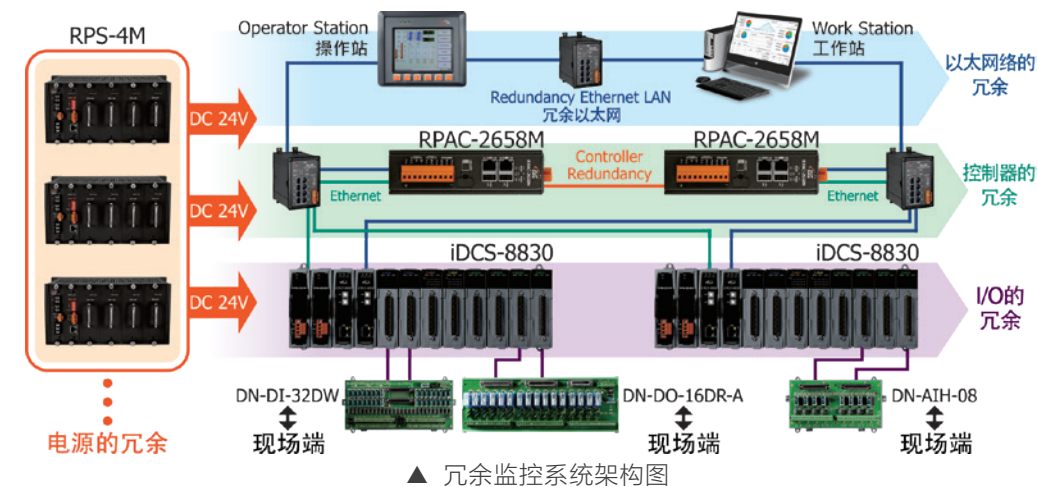 RPS-4M
DC 24V
DC 24V
DC 24V
电源的冗余
Operator Station
操作站
Redundancy Ethernet LAN
冗余以太网
Work Station
工作站
以太网络的
冗余
RPAC-2658M
RPAC-2658M
Controller
Redundancy
Ethernet
Ethernet
控制器的
冗余
iDCS-8830
iDCS-8830
I/O的
冗余
DN-DI-32DW
现场端
DN-DO-16DR-A
现场端
DN-AIH-08
现场端
▲ 冗余监控系统架构图